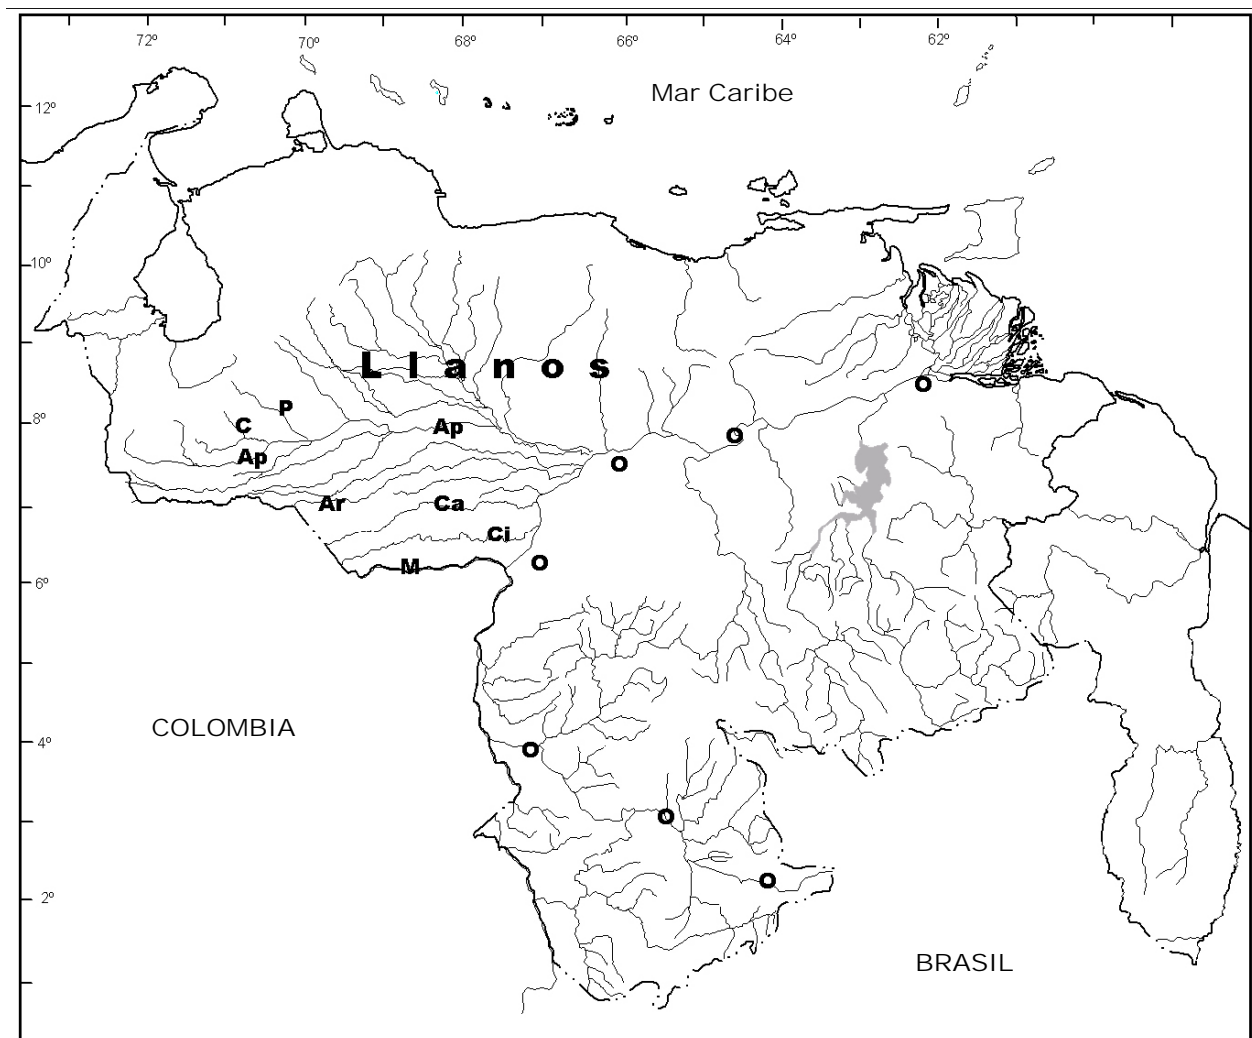 72º 70º 68º 66º 64º 62º
Mar Caribe
12º
10º
Llanos
P
O
8º
C
Ap
O
Ap
O
Ar
Ca
Ci
O
M
6º
COLOMBIA
4º
O
O
O
2º
BRASIL